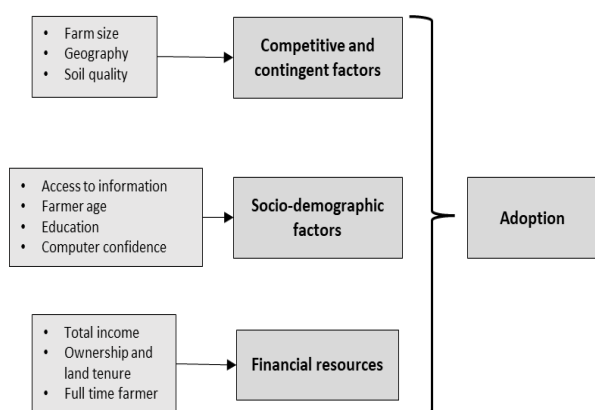 • Farm size
• Geography
• Soil quality
Competitive and
contingent factors
• Access to information
• Farmer age
• Education
• Computer confidence
Socio-demographic
factors
Adoption
• Total income
• Ownership and
land tenure
• Full time farmer
Financial resources